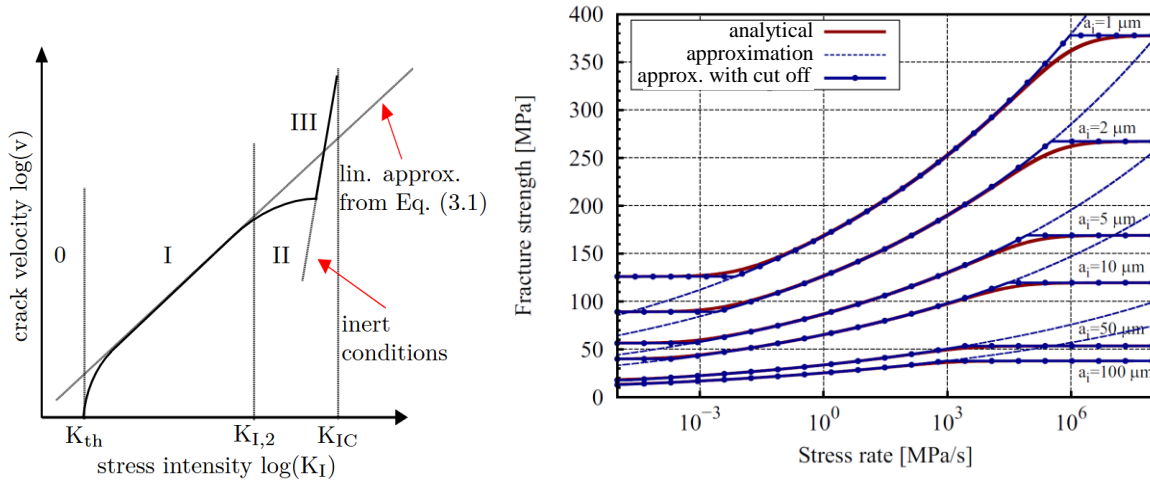 crack velocity log(v)
0
I
II
III
lin. approx.
from Eq. (3.1)
inert
conditions
K_th
K_I,2
K_IC
stress intensity log(K_I)
Fracture strength [MPa]
400
350
300
250
200
150
100
50
0
analytical
approximation
approx. with cut off
a_i=1 μm
a_i=2 μm
a_i=5 μm
a_i=10 μm
a_i=50 μm
a_i=100 μm
10^-3
10^0
10^3
10^6
Stress rate [MPa/s]